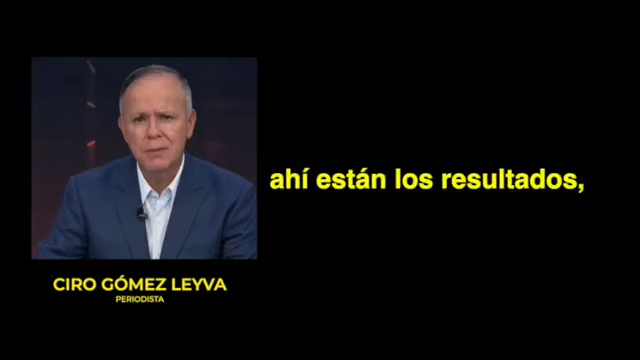 ahí están los resultados,
CIRO GÓMEZ LEYVA
PERIODISTA